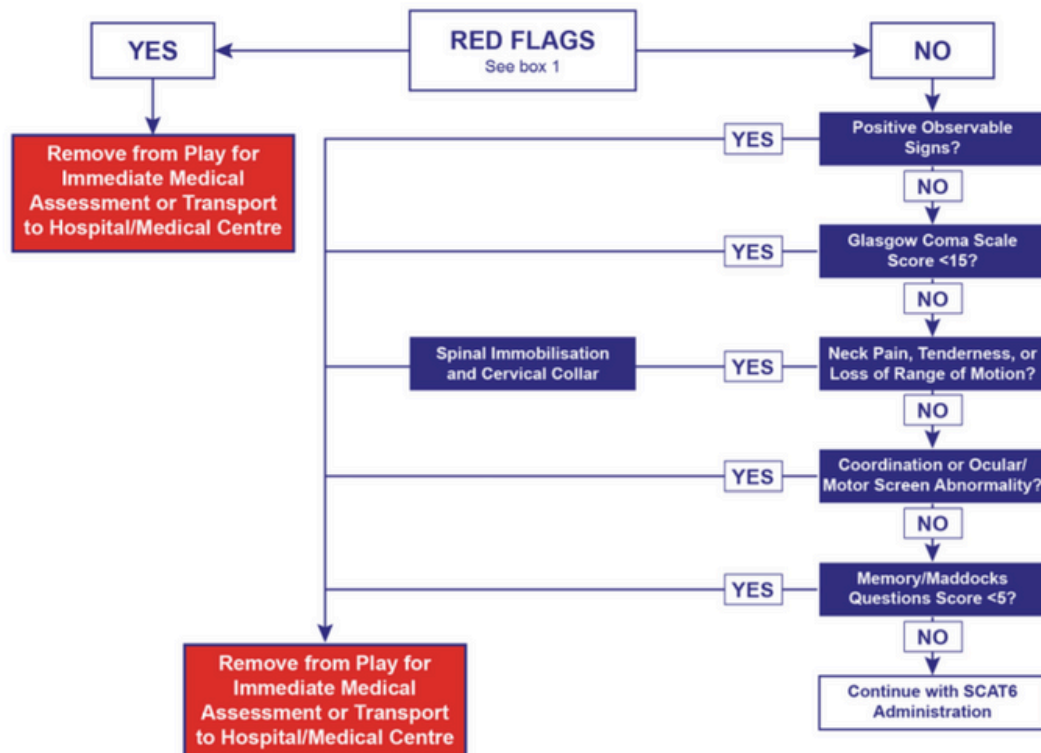 YES
RED FLAGS
See box 1
NO
Remove from Play for
Immediate Medical
Assessment or Transport
to Hospital/Medical Centre
YES
Positive Observable
Signs?
NO
YES
Glasgow Coma Scale
Score <15?
NO
Spinal Immobilisation
and Cervical Collar
YES
Neck Pain, Tenderness, or
Loss of Range of Motion?
NO
YES
Coordination or Ocular/
Motor Screen Abnormality?
NO
YES
Memory/Maddocks
Questions Score <5?
NO
Remove from Play for
Immediate Medical
Assessment or Transport
to Hospital/Medical Centre
Continue with SCAT6
Administration